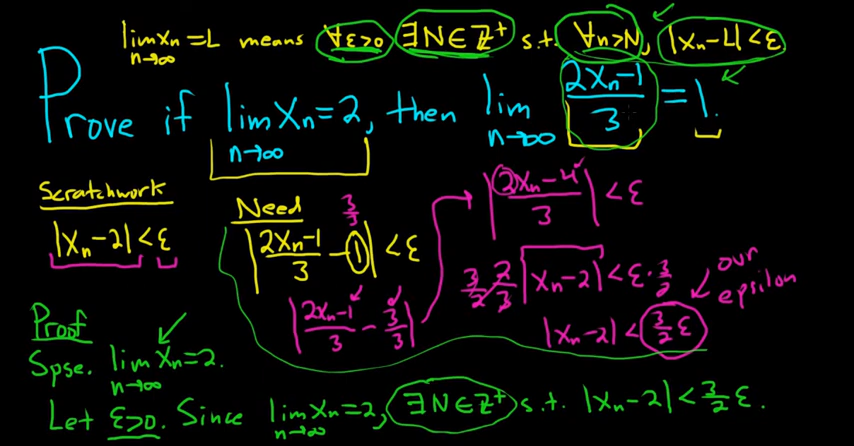 lim xn = L means ∀ε>0 ∃N∈Z⁺ s.t. ∀n>N, |xn-L|<ε
n→∞
Prove if lim xn = 2, then lim (2xn-1)/3 = 1.
n→∞ n→∞
Scratchwork
|xn-2|<ε
Need
|(2xn-1)/3 - 1| < ε
3/3
|(2xn-1)/3 - 3/3|
|(2xn-4)/3| < ε
3/2 · 2/3 |xn-2| < ε · 3/2
|xn-2| < 3/2 ε
our
epsilon
Proof
Spse. lim xn = 2.
n→∞
Let ε>0. Since lim xn = 2, ∃N∈Z⁺ s.t. |xn-2| < 3/2 ε.
n→∞